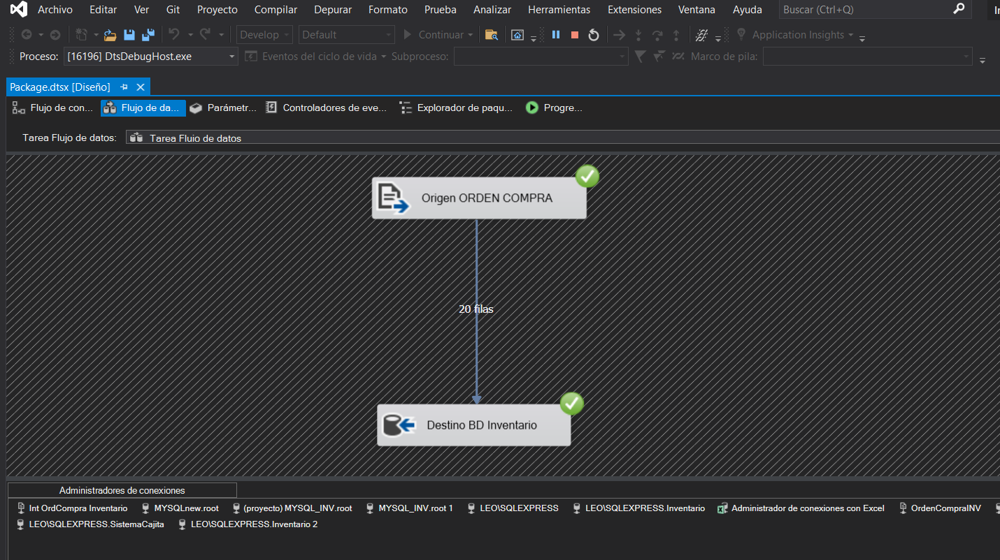 Archivo Editar Ver Git Proyecto Compilar Depurar Formato Prueba Analizar Herramientas Extensiones Ventana Ayuda Buscar (Ctrl+Q)
Develop Default Continuar Application Insights
Proceso: [16196] DtsDebugHost.exe Eventos del ciclo de vida Subproceso: Marco de pila:
Package.dtsx [Diseño]
Flujo de con... Flujo de da... Parámetr... Controladores de eve... Explorador de paqu... Progre...
Tarea Flujo de datos: Tarea Flujo de datos
Origen ORDEN COMPRA
20 filas
Destino BD Inventario
Administradores de conexiones
Int OrdCompra Inventario MYSQLnew.root (proyecto) MYSQL_INV.root MYSQL_INV.root 1 LEO\SQLEXPRESS LEO\SQLEXPRESS.Inventario Administrador de conexiones con Excel OrdenCompraINV
LEO\SQLEXPRESS.SistemaCajita LEO\SQLEXPRESS.Inventario 2